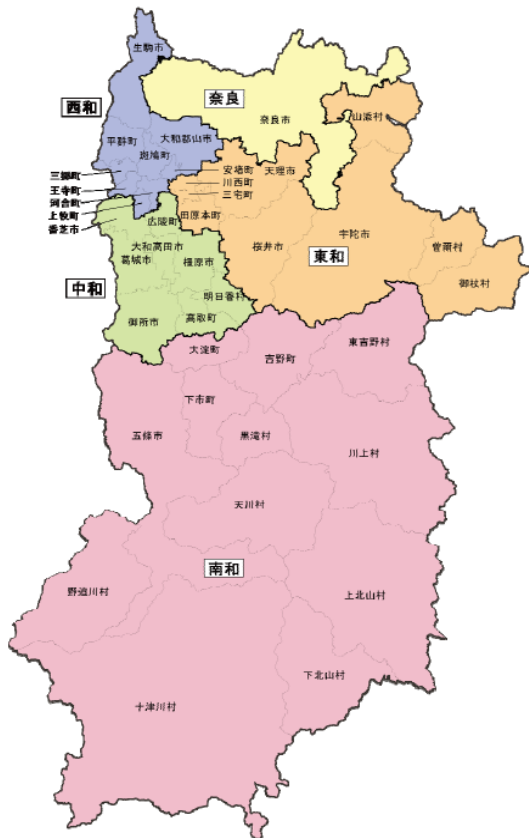 生駒市
西和
奈良
奈良市
山添村
平群町
大和郡山市
斑鳩町
三郷町
王寺町
河合町
上牧町
香芝市
安堵町
川西町
三宅町
天理市
田原本町
広陵町
大和高田市
葛城市
橿原市
桜井市
宇陀市
曽爾村
東和
御杖村
中和
明日香村
御所市
高取町
大淀町
吉野町
東吉野村
下市町
五條市
黒滝村
川上村
天川村
南和
野迫川村
上北山村
下北山村
十津川村